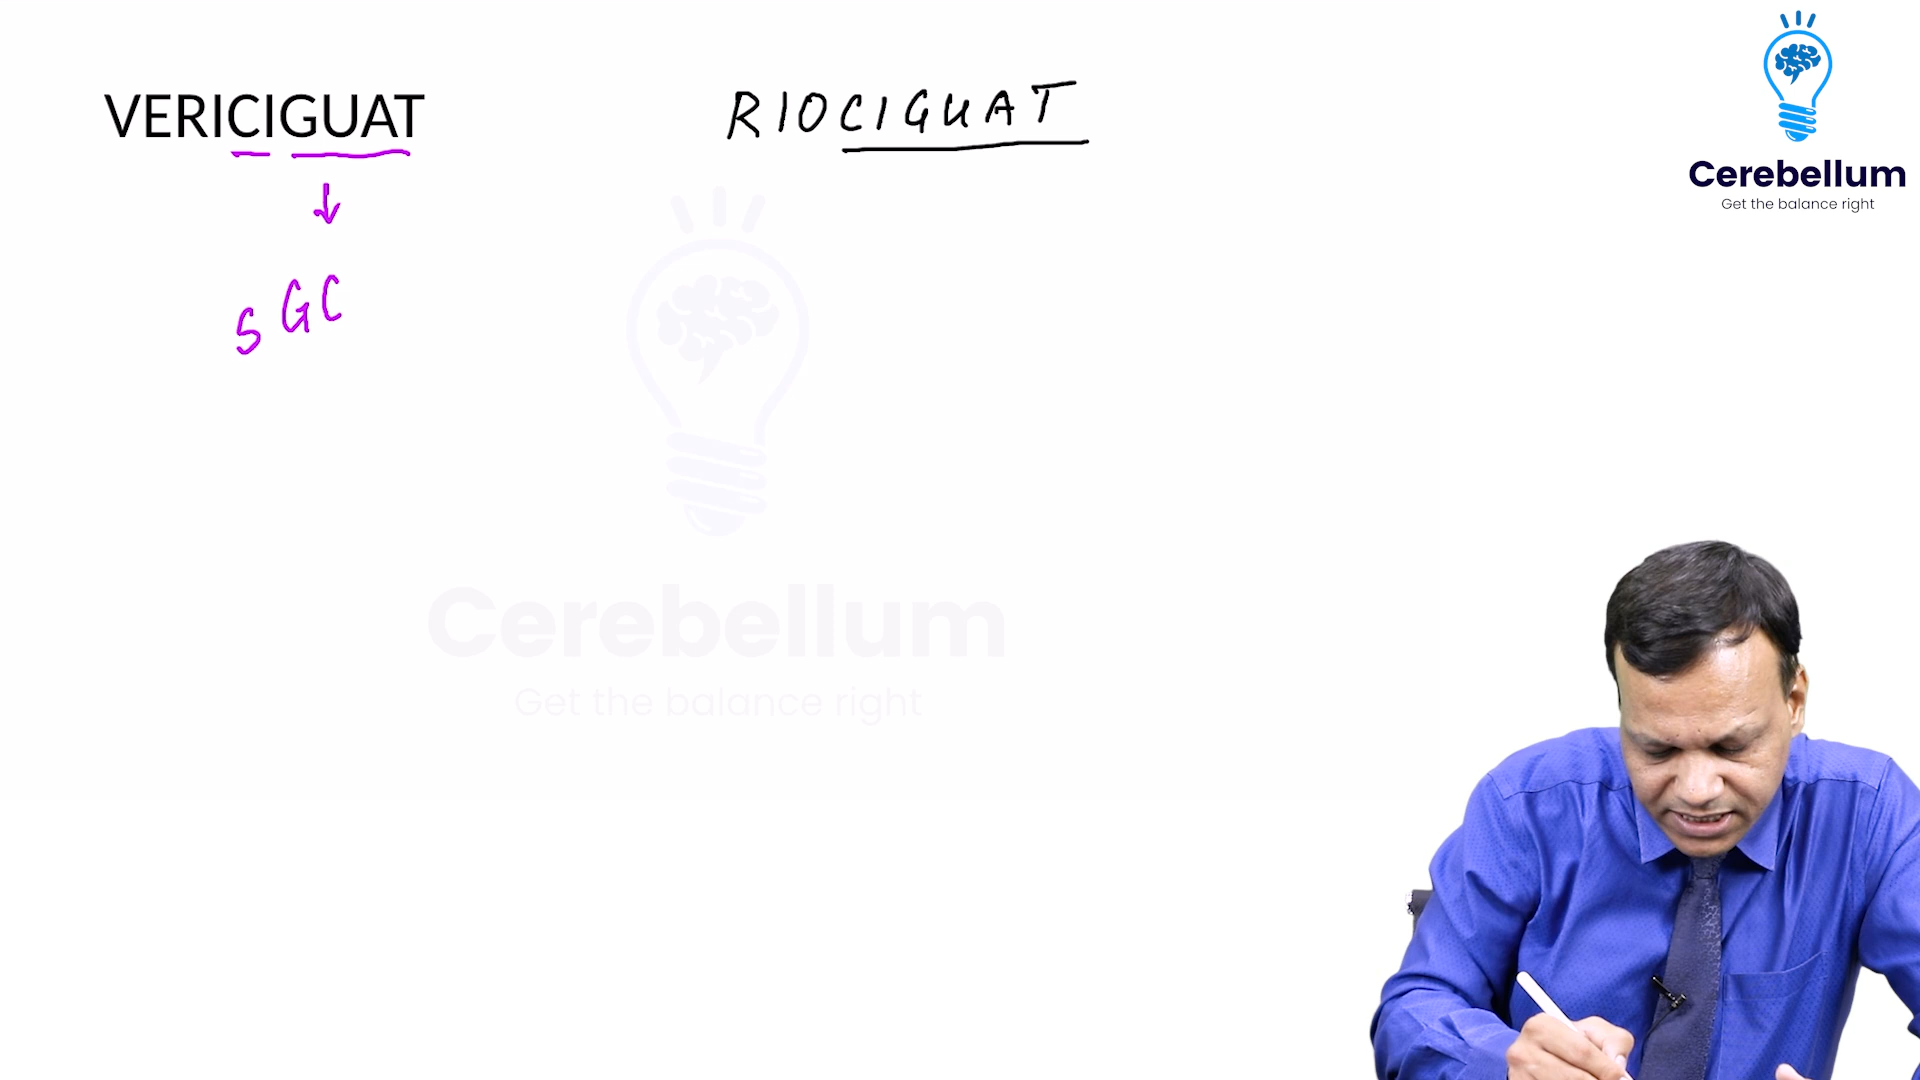 VERICIGUAT
RIOCIGUAT
↓
SGC
Cerebellum
Get the balance right
Cerebellum
Get the balance right